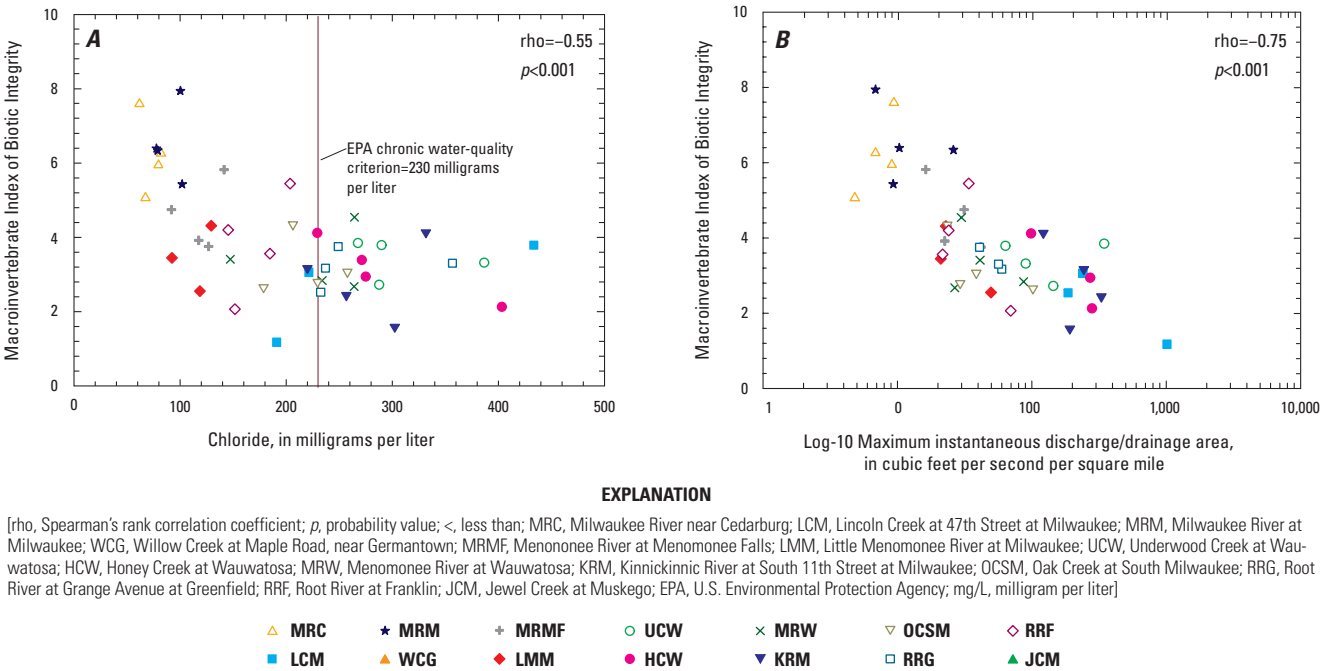 A
rho=−0.55
p<0.001
EPA chronic water-quality
criterion=230 milligrams
per liter
Macroinvertebrate Index of Biotic Integrity
10
8
6
4
2
0
0 100 200 300 400 500
Chloride, in milligrams per liter
B
rho=−0.75
p<0.001
Macroinvertebrate Index of Biotic Integrity
10
8
6
4
2
0
1 0 100 1,000 10,000
Log-10 Maximum instantaneous discharge/drainage area,
in cubic feet per second per square mile
EXPLANATION
[rho, Spearman's rank correlation coefficient; p, probability value; <, less than; MRC, Milwaukee River near Cedarburg; LCM, Lincoln Creek at 47th Street at Milwaukee; MRM, Milwaukee River at
Milwaukee; WCG, Willow Creek at Maple Road, near Germantown; MRMF, Menononee River at Menomonee Falls; LMM, Little Menomonee River at Milwaukee; UCW, Underwood Creek at Wau-
watosa; HCW, Honey Creek at Wauwatosa; MRW, Menomonee River at Wauwatosa; KRM, Kinnickinnic River at South 11th Street at Milwaukee; OCSM, Oak Creek at South Milwaukee; RRG, Root
River at Grange Avenue at Greenfield; RRF, Root River at Franklin; JCM, Jewel Creek at Muskego; EPA, U.S. Environmental Protection Agency; mg/L, milligram per liter]
MRC MRM MRMF UCW MRW OCSM RRF
LCM WCG LMM HCW KRM RRG JCM